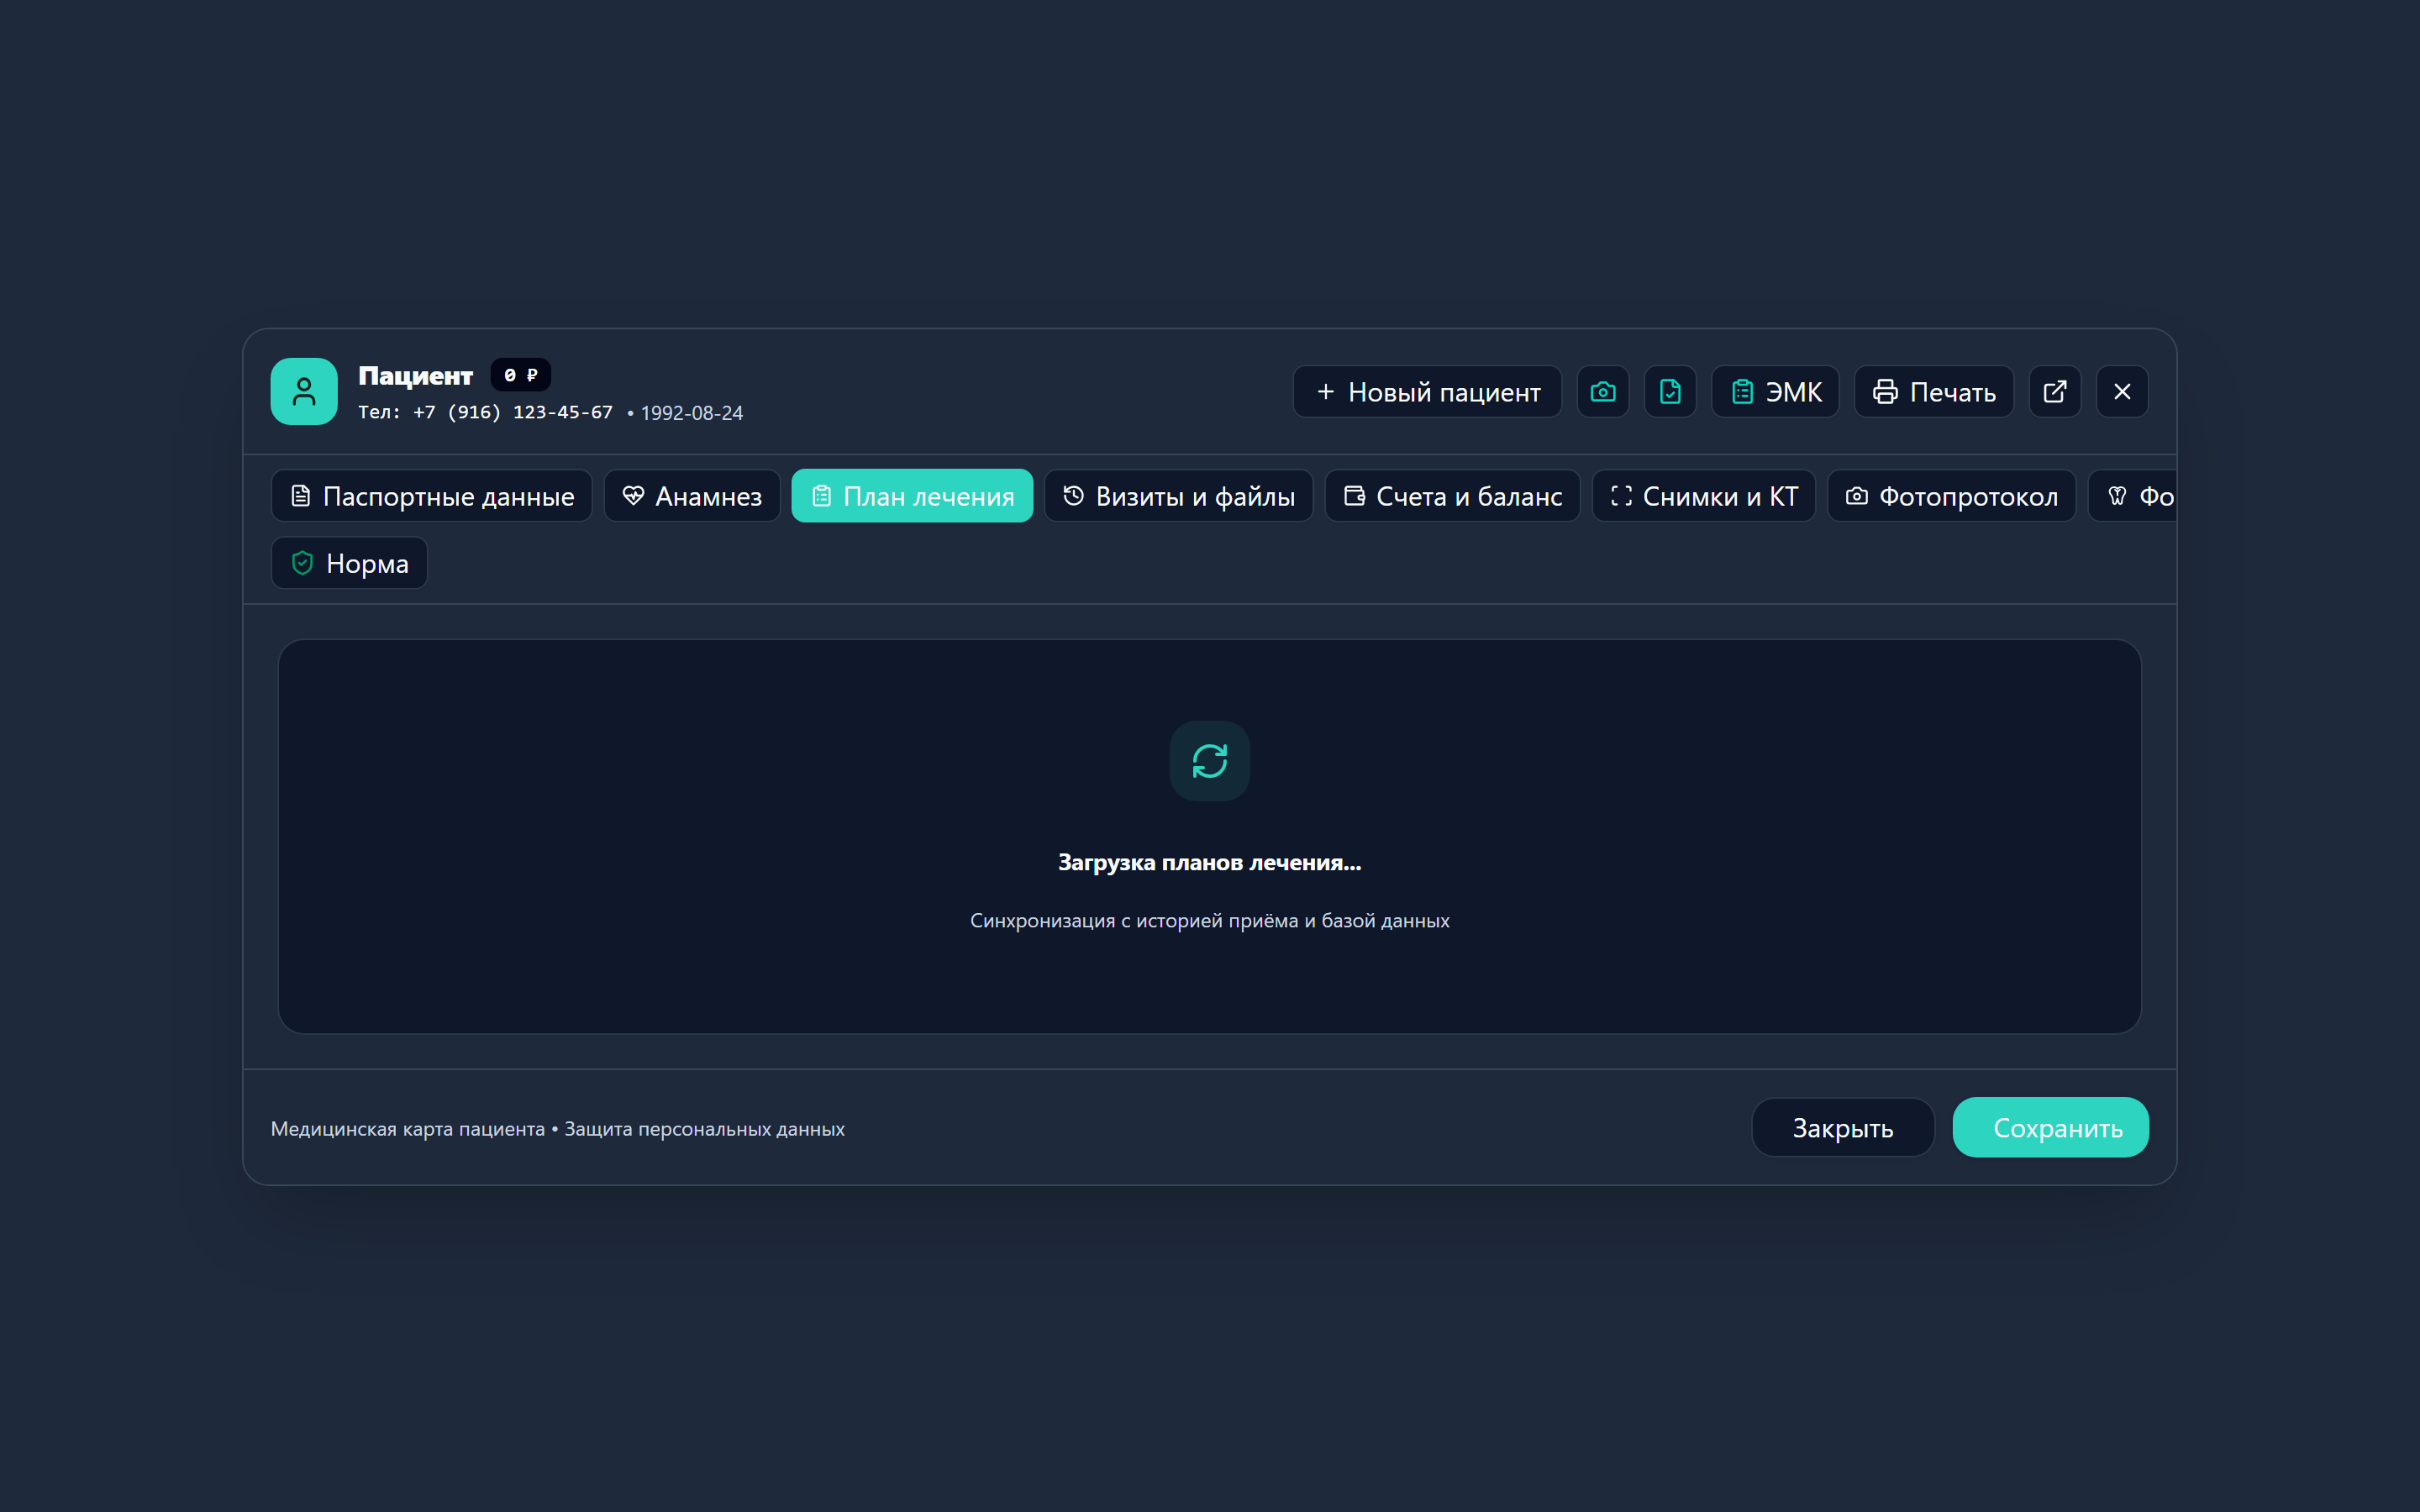 Пациент 0 ₽
Тел: +7 (916) 123-45-67 • 1992-08-24
Новый пациент ЭМК Печать
Паспортные данные Анамнез План лечения Визиты и файлы Счета и баланс Снимки и КТ Фотопротокол Фо
Норма
Загрузка планов лечения...
Синхронизация с историей приёма и базой данных
Медицинская карта пациента • Защита персональных данных
Закрыть Сохранить